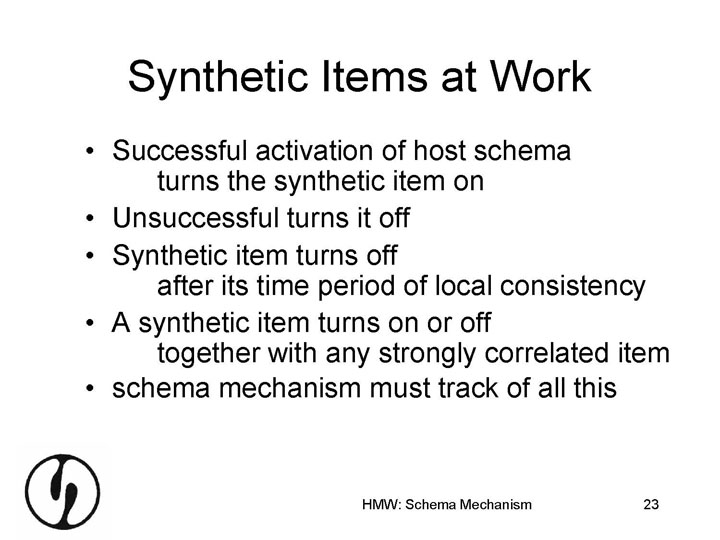 Synthetic Items at Work
• Successful activation of host schema
turns the synthetic item on
• Unsuccessful turns it off
• Synthetic item turns off
after its time period of local consistency
• A synthetic item turns on or off
together with any strongly correlated item
• schema mechanism must track of all this
HMW: Schema Mechanism
23